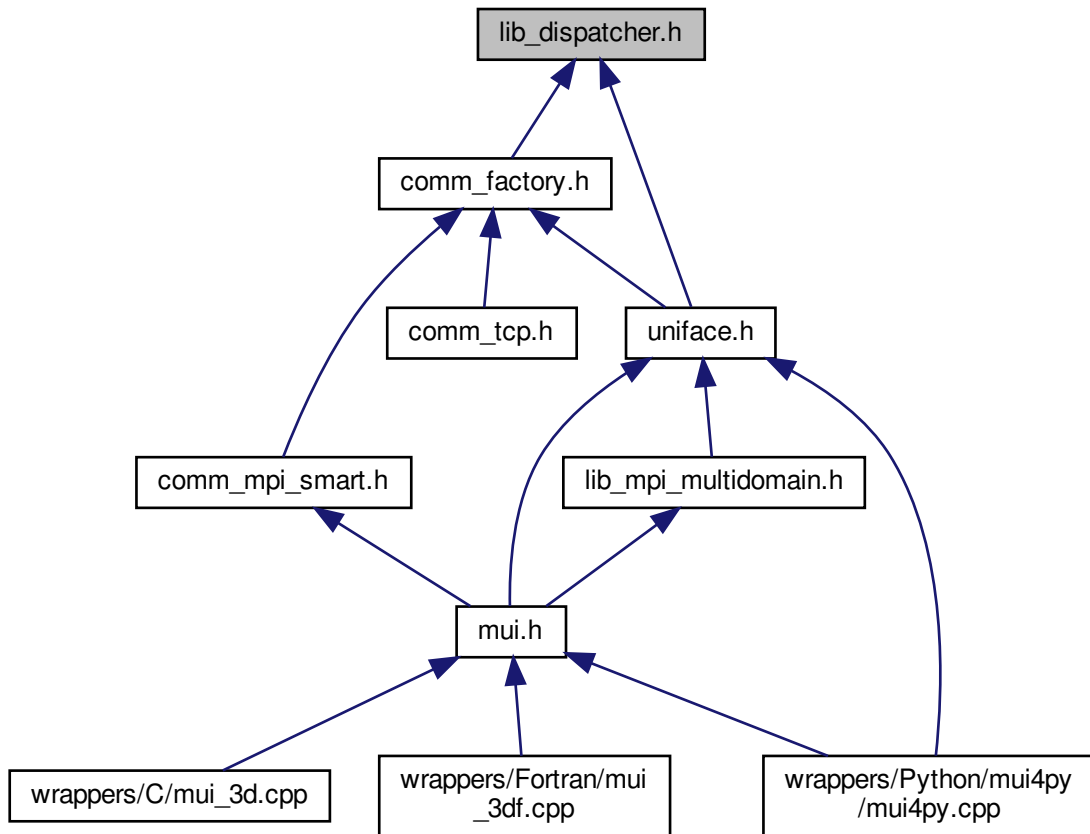 lib_dispatcher.h
comm_factory.h
comm_tcp.h
uniface.h
comm_mpi_smart.h
lib_mpi_multidomain.h
mui.h
wrappers/C/mui_3d.cpp
wrappers/Fortran/mui
_3df.cpp
wrappers/Python/mui4py
/mui4py.cpp